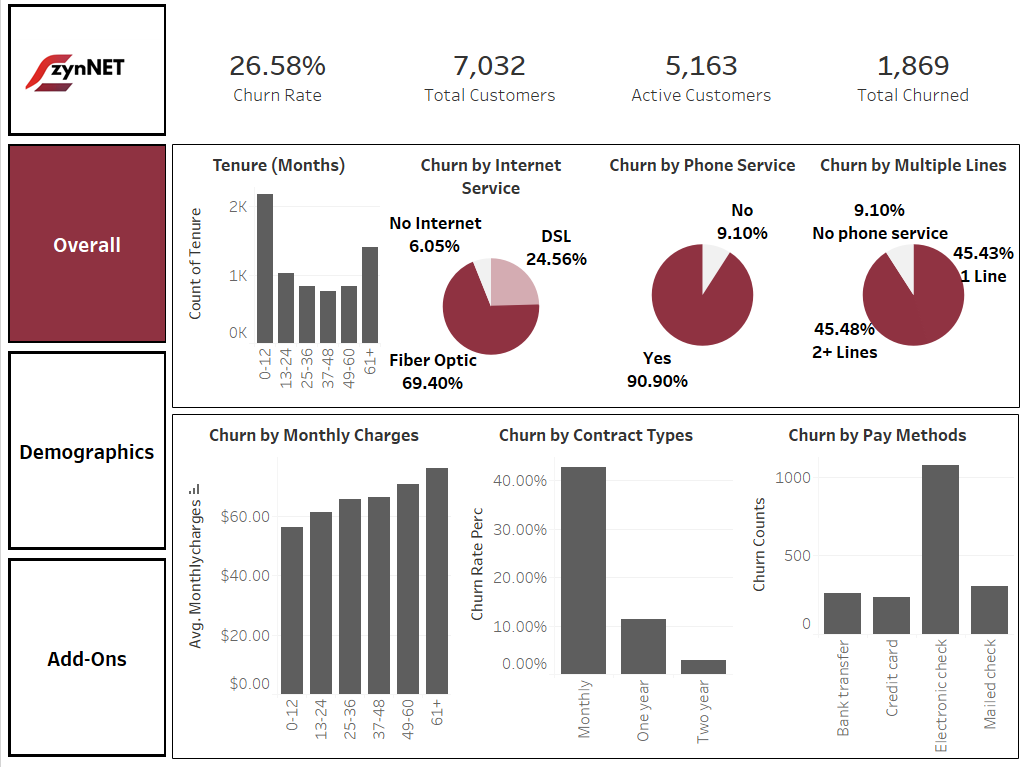 zynNET
26.58%
Churn Rate
7,032
Total Customers
5,163
Active Customers
1,869
Total Churned
Overall
Demographics
Add-Ons
Tenure (Months)
Count of Tenure
2K
1K
0K
0-12
13-24
25-36
37-48
49-60
61+
Churn by Internet
Service
No Internet
6.05%
DSL
24.56%
Fiber Optic
69.40%
Churn by Phone Service
No
9.10%
Yes
90.90%
Churn by Multiple Lines
9.10%
No phone service
45.43%
1 Line
45.48%
2+ Lines
Churn by Monthly Charges
Avg. Monthlycharges
$60.00
$40.00
$20.00
$0.00
0-12
13-24
25-36
37-48
49-60
61+
Churn by Contract Types
Churn Rate Perc
40.00%
30.00%
20.00%
10.00%
0.00%
Monthly
One year
Two year
Churn by Pay Methods
Churn Counts
1000
500
0
Bank transfer
Credit card
Electronic check
Mailed check